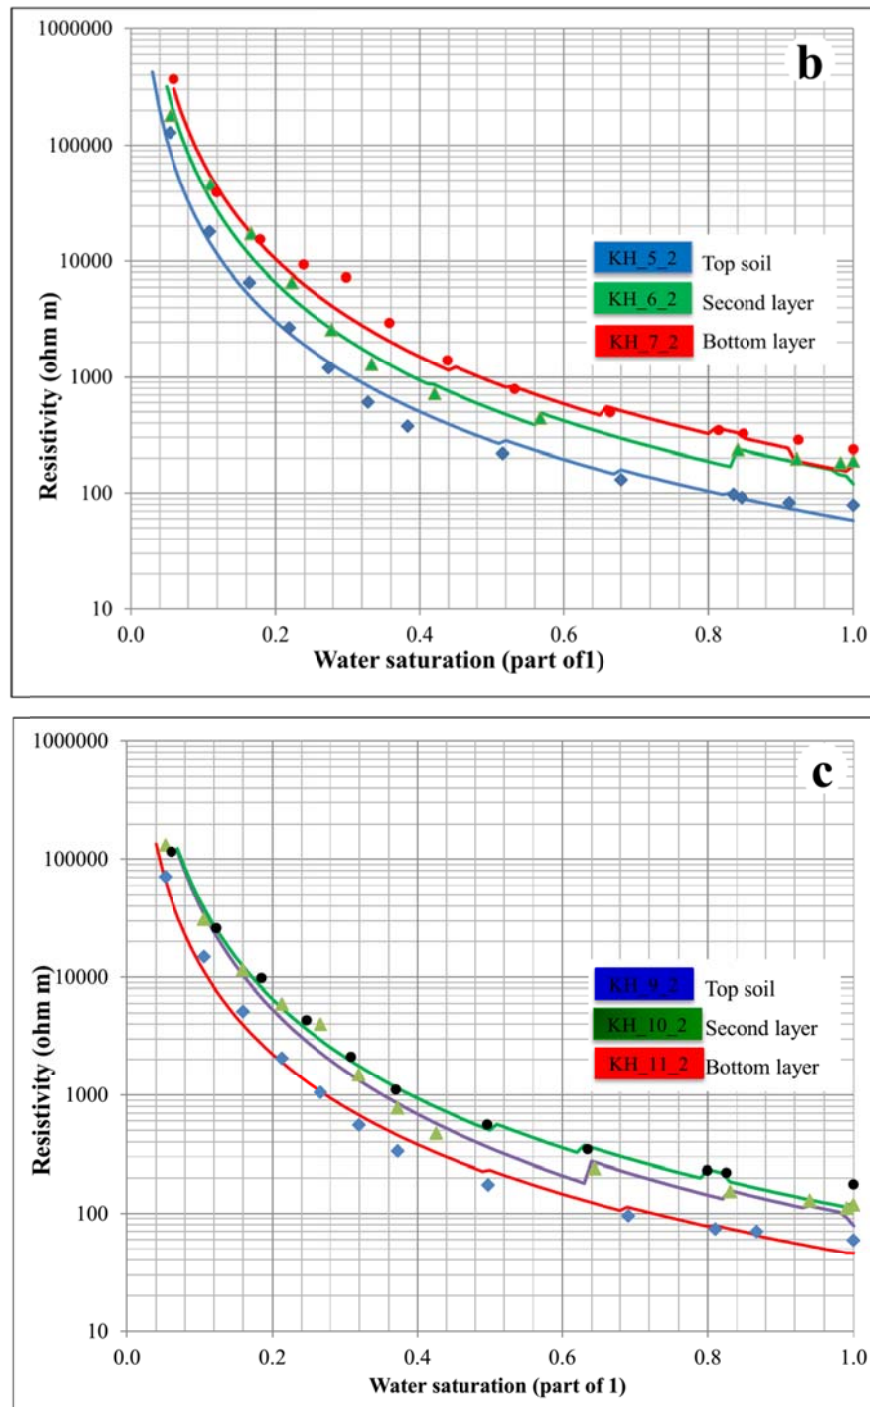 b
1000000
100000
10000
1000
100
10
Resistivity (ohm m)
KH_5_2 Top soil
KH_6_2 Second layer
KH_7_2 Bottom layer
0.0 0.2 0.4 0.6 0.8 1.0
Water saturation (part of1)
c
1000000
100000
10000
1000
100
10
Resistivity (ohm m)
KH_9_2 Top soil
KH_10_2 Second layer
KH_11_2 Bottom layer
0.0 0.2 0.4 0.6 0.8 1.0
Water saturation (part of 1)